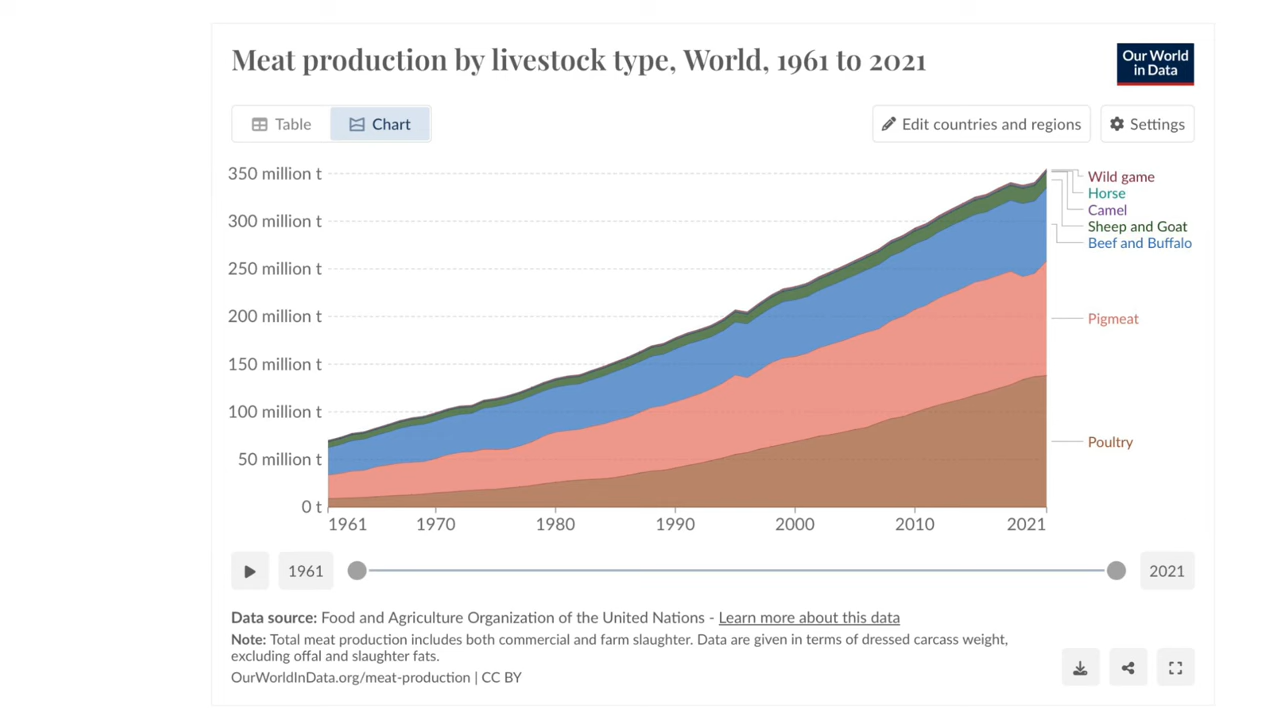 Meat production by livestock type, World, 1961 to 2021
Our World
in Data
Table
Chart
Edit countries and regions
Settings
350 million t
300 million t
250 million t
200 million t
150 million t
100 million t
50 million t
0 t
1961
1970
1980
1990
2000
2010
2021
Wild game
Horse
Camel
Sheep and Goat
Beef and Buffalo
Pigmeat
Poultry
1961
2021
Data source: Food and Agriculture Organization of the United Nations - Learn more about this data
Note: Total meat production includes both commercial and farm slaughter. Data are given in terms of dressed carcass weight,
excluding offal and slaughter fats.
OurWorldInData.org/meat-production | CC BY